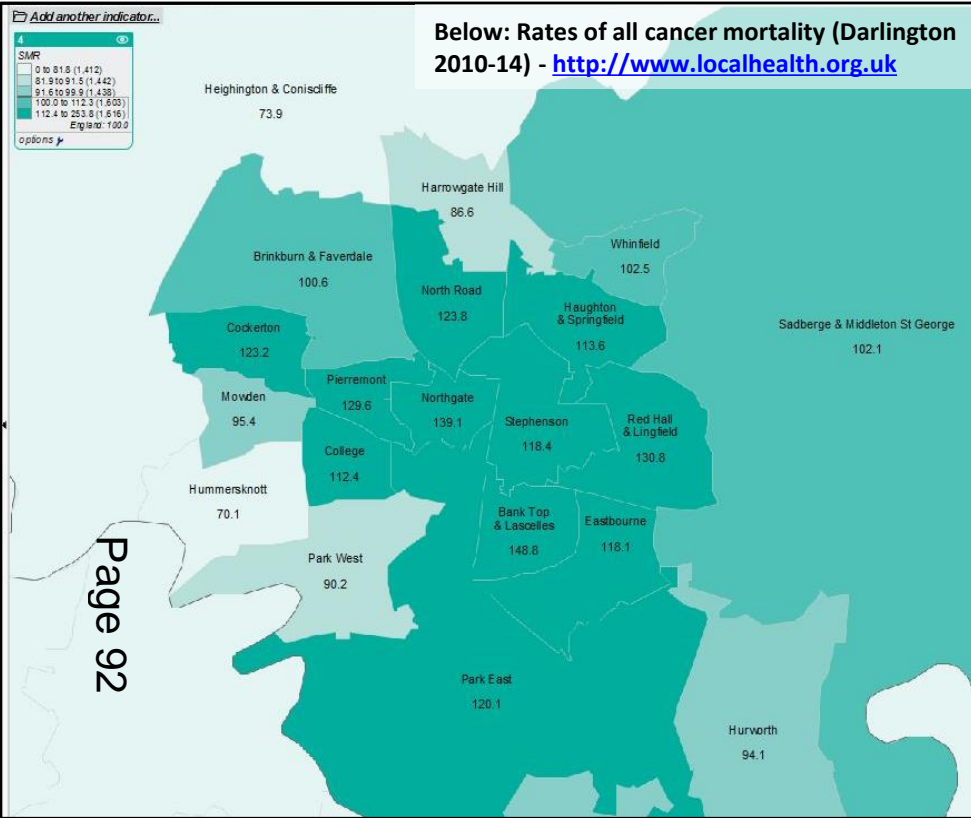 Add another indicator...
Below: Rates of all cancer mortality (Darlington
2010-14) - http://www.localhealth.org.uk
4
SMR
0 to 81.8 (1,412)
81.9 to 91.5 (1,442)
91.6 to 99.9 (1,438)
100.0 to 112.3 (1,603)
112.4 to 253.8 (1,616)
England: 100.0
options
Heighington & Coniscliffe
73.9
Harrowgate Hill
86.6
Whinfield
102.5
Brinkburn & Faverdale
100.6
North Road
123.8
Haughton
& Springfield
113.6
Sadberge & Middleton St George
102.1
Cockerton
123.2
Pierremont
129.6
Northgate
139.1
Mowden
95.4
Stephenson
118.4
Red Hall
& Lingfield
130.8
College
112.4
Hummersknott
70.1
Bank Top
& Lascelles
148.8
Eastbourne
118.1
Park West
90.2
Page 92
Park East
120.1
Hurworth
94.1